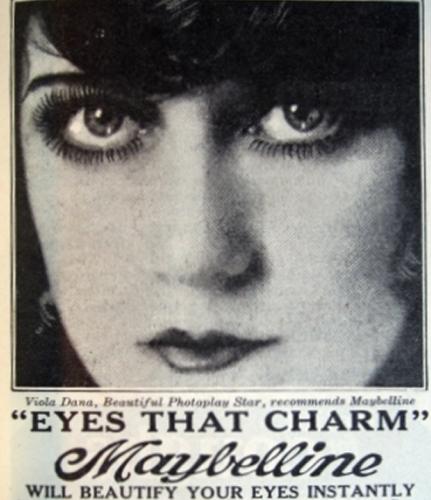 Viola Dana, Beautiful Photoplay Star, recommends Maybelline
"EYES THAT CHARM"
Maybelline
WILL BEAUTIFY YOUR EYES INSTANTLY